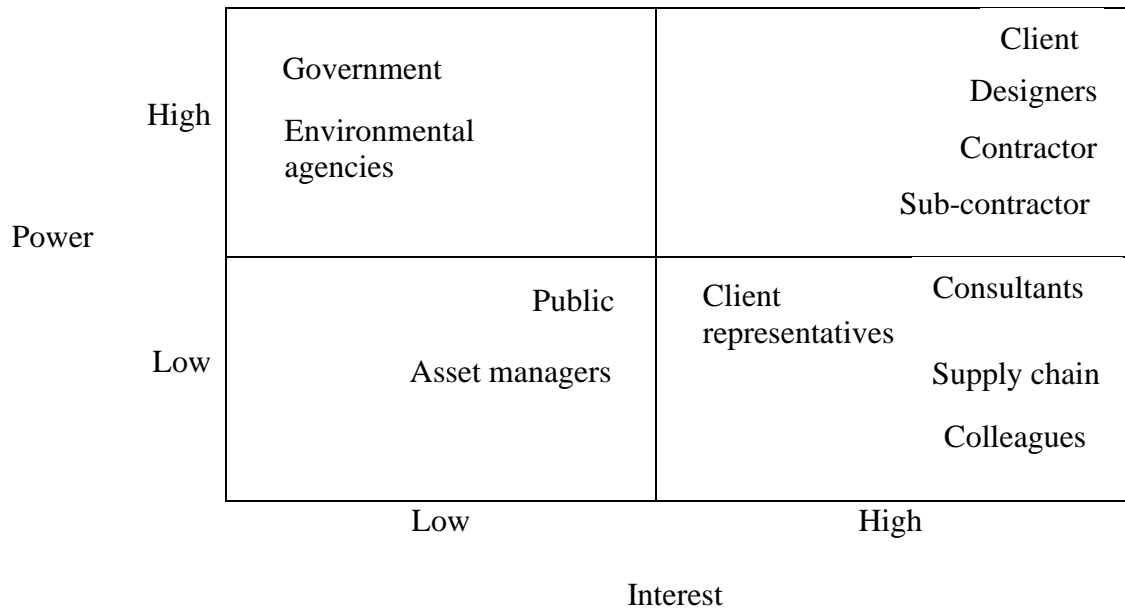 Client
Government
Designers
High
Environmental
agencies
Contractor
Sub-contractor
Power
Public
Client
representatives
Consultants
Low
Asset managers
Supply chain
Colleagues
Low
High
Interest